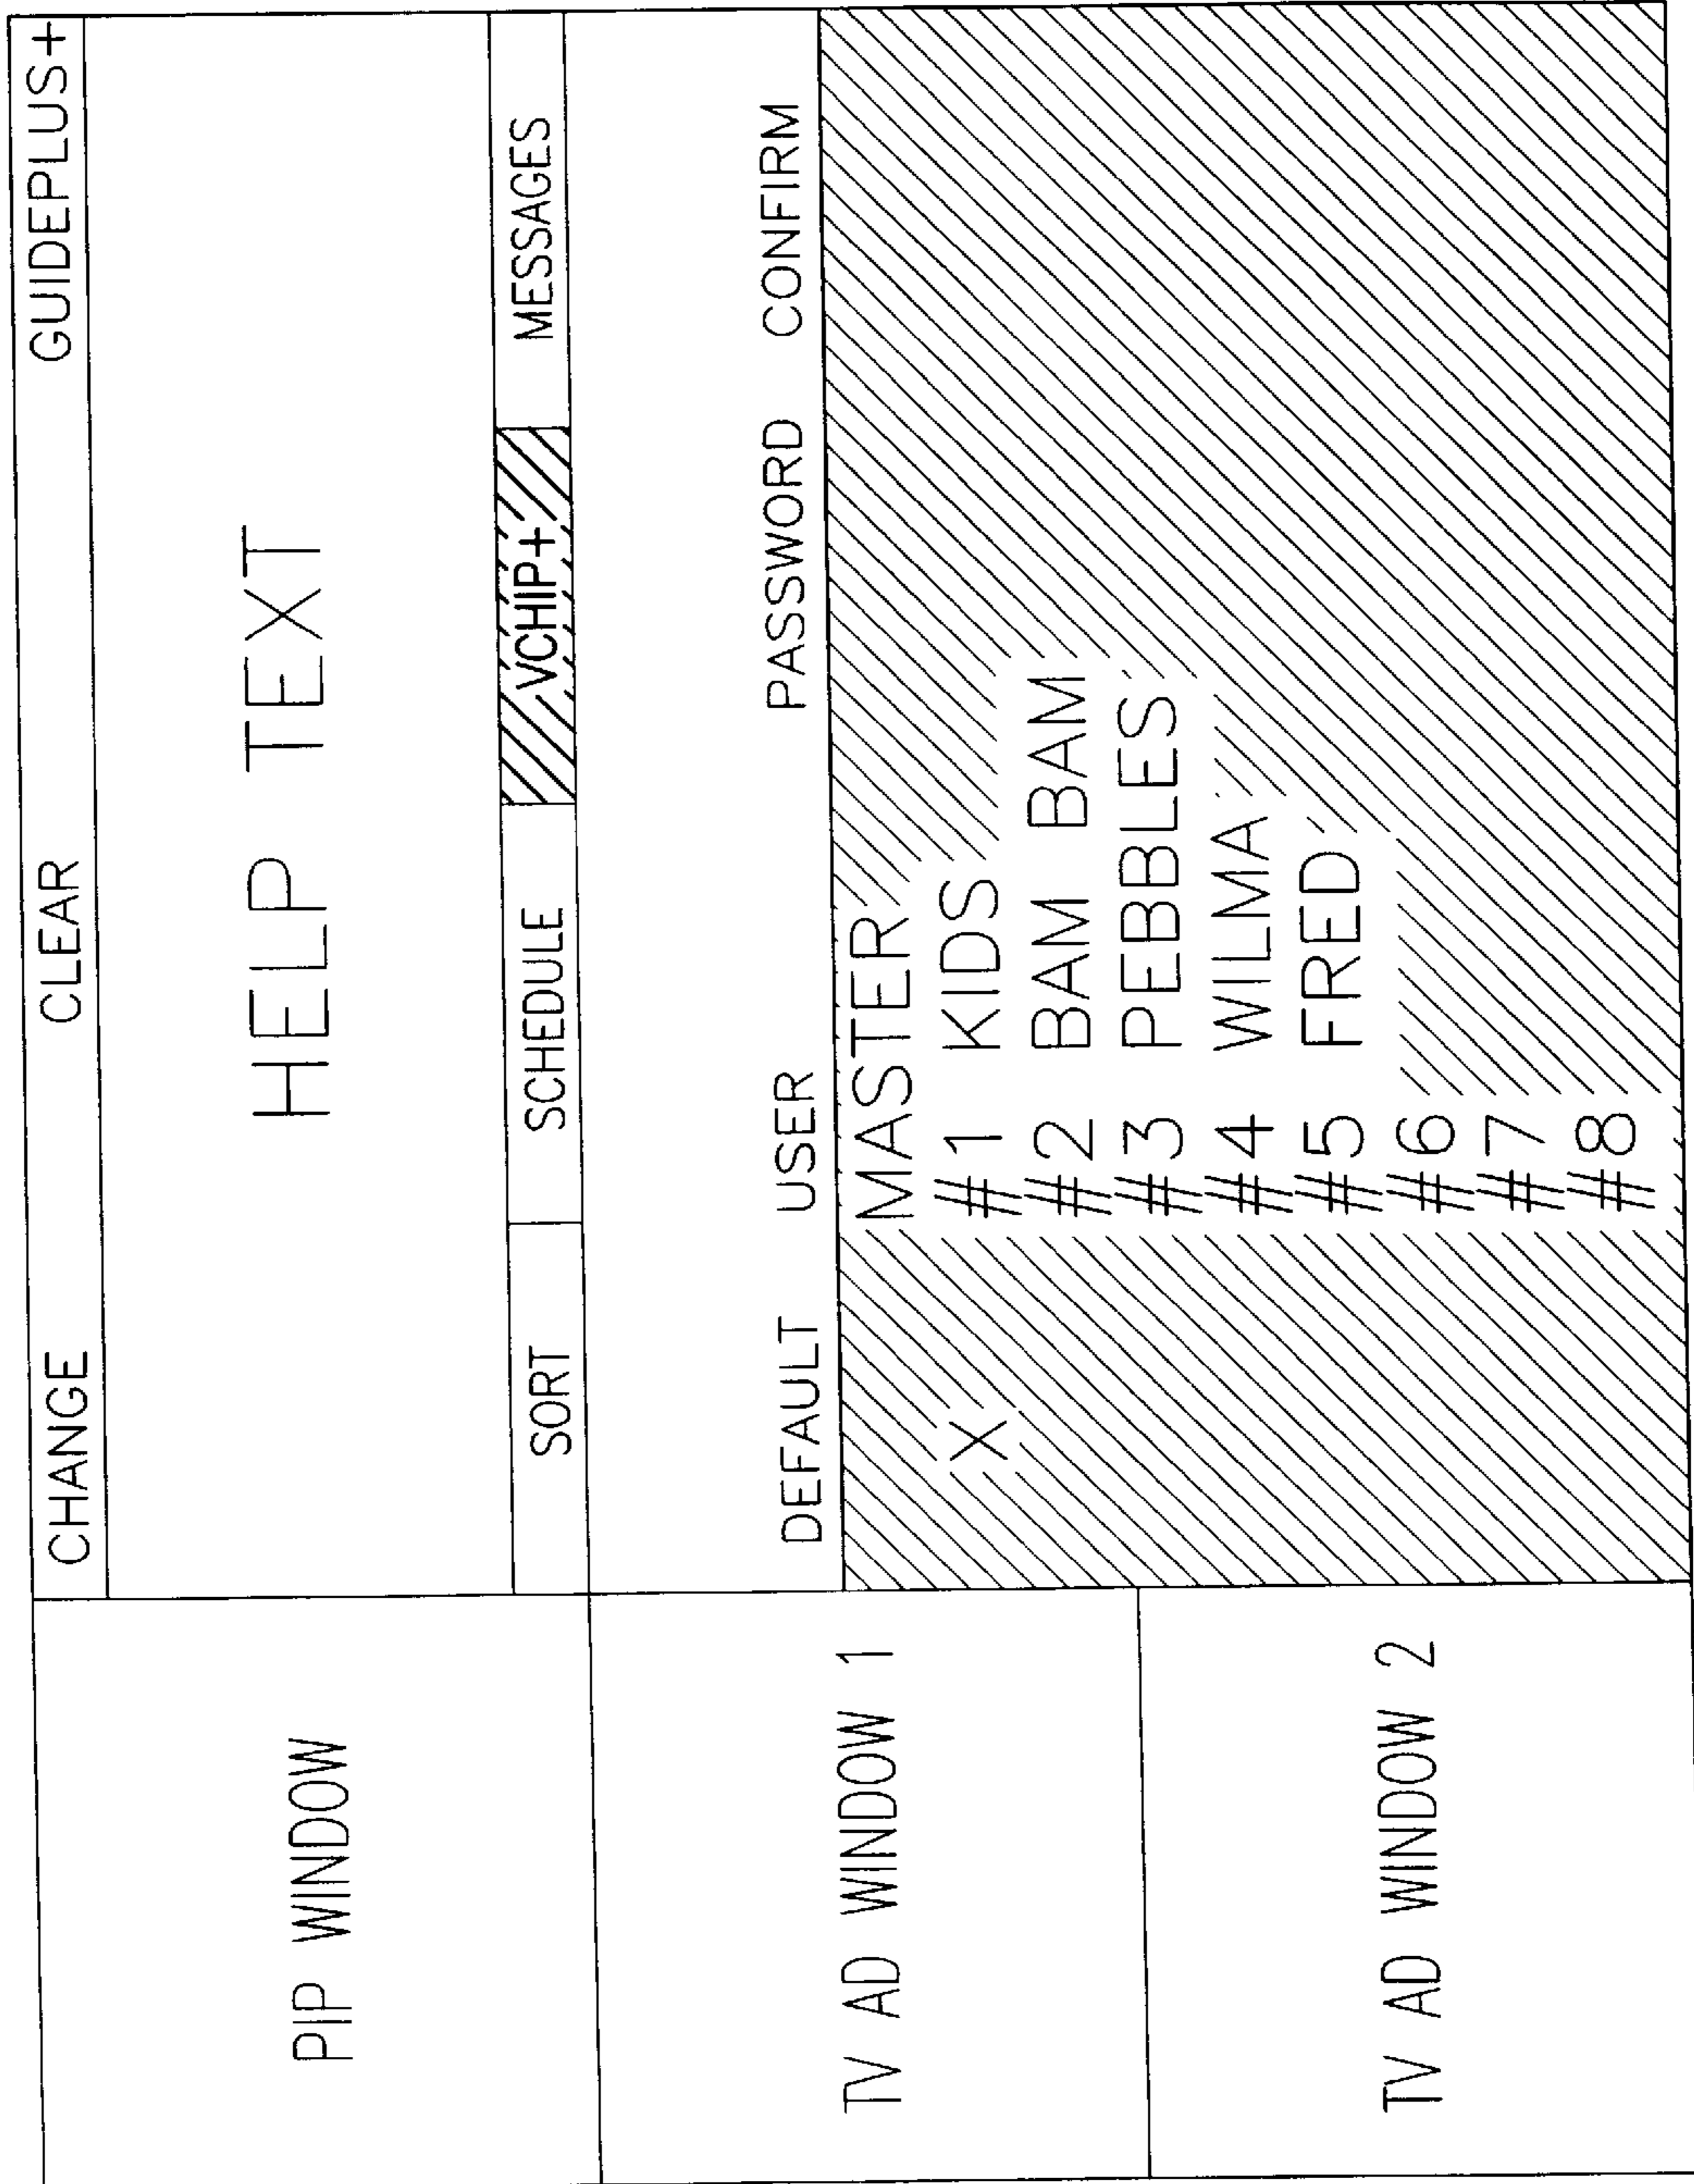 CHANGE CLEAR GUIDEPLUS+
PIP WINDOW
HELP TEXT
SORT SCHEDULE VCHIP+ MESSAGES
TV AD WINDOW 1
DEFAULT USER PASSWORD CONFIRM
MASTER
X #1 KIDS
#2 BAM BAM
#3 PEBBLES
#4 WILMA
#5 FRED
#6
#7
#8
TV AD WINDOW 2